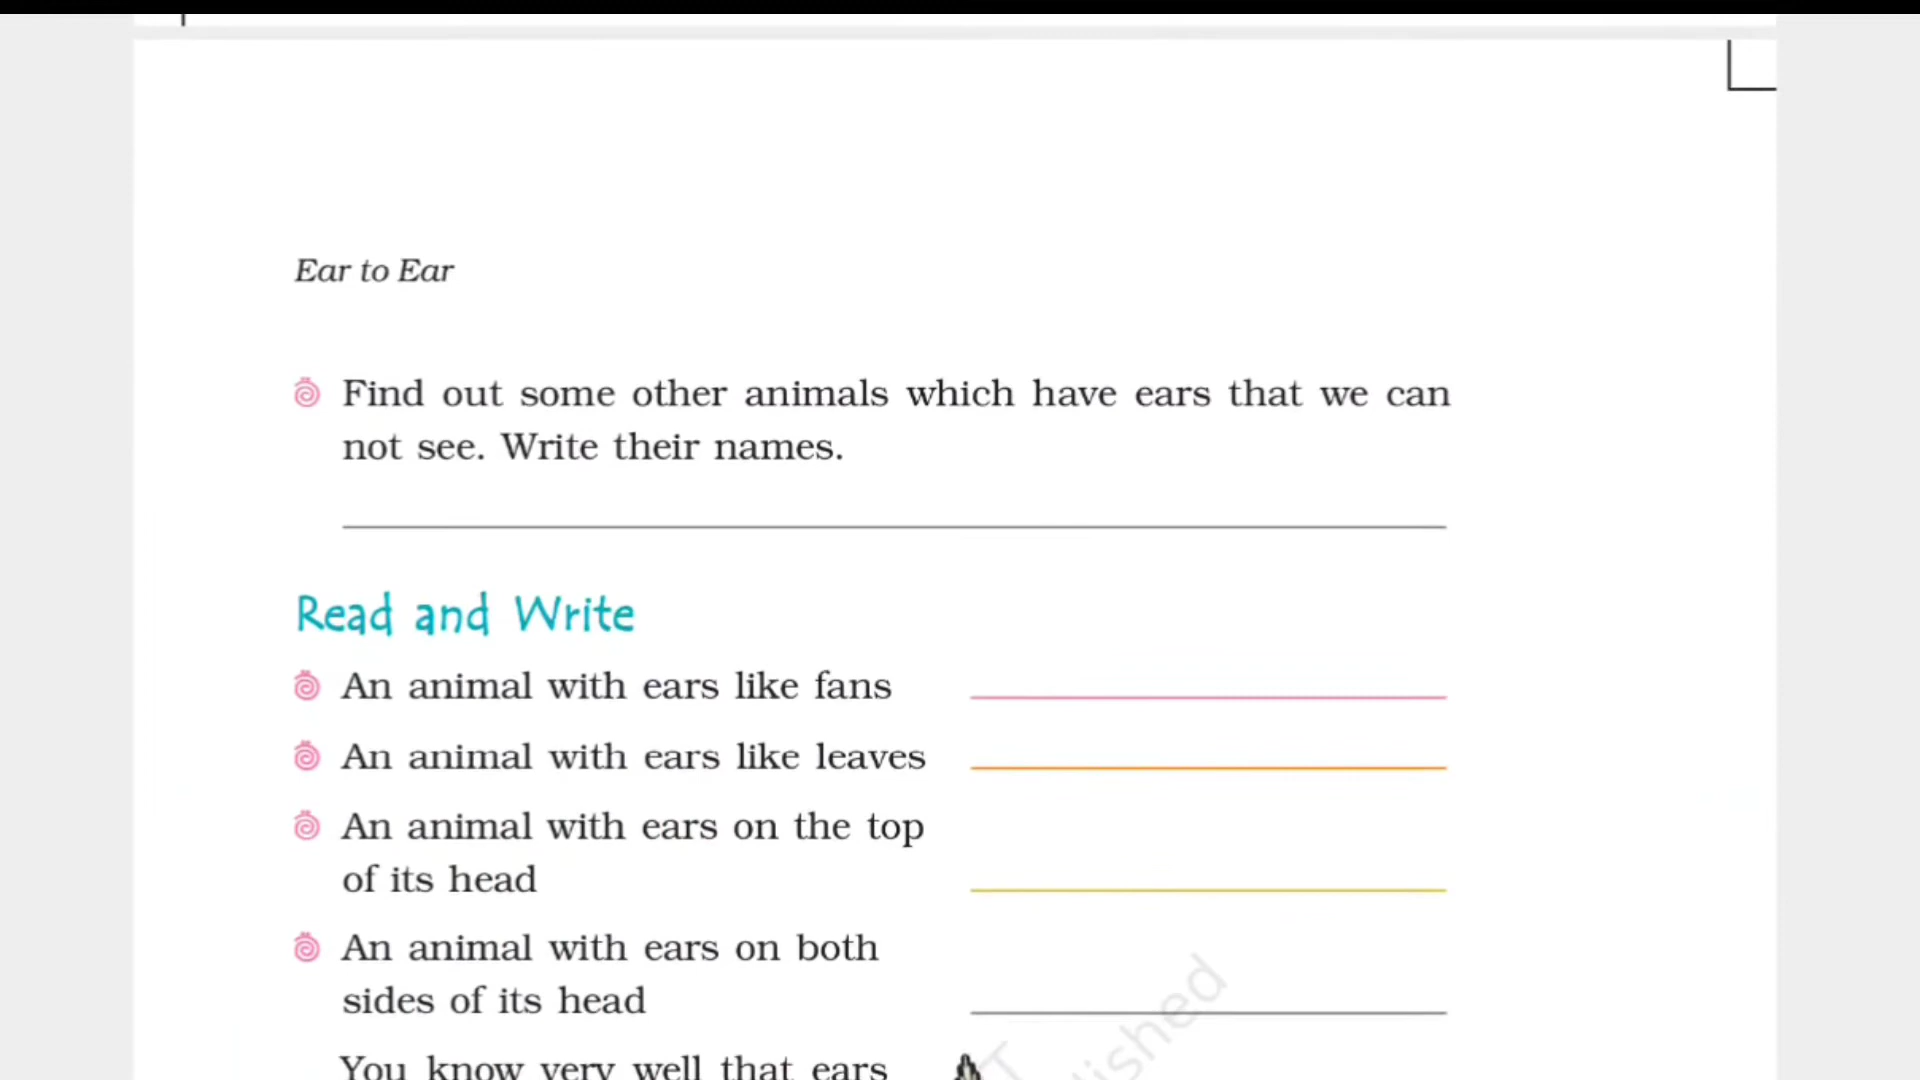 Ear to Ear
Find out some other animals which have ears that we can
not see. Write their names.
Read and Write
An animal with ears like fans
An animal with ears like leaves
An animal with ears on the top
of its head
An animal with ears on both
sides of its head
You know very well that ears